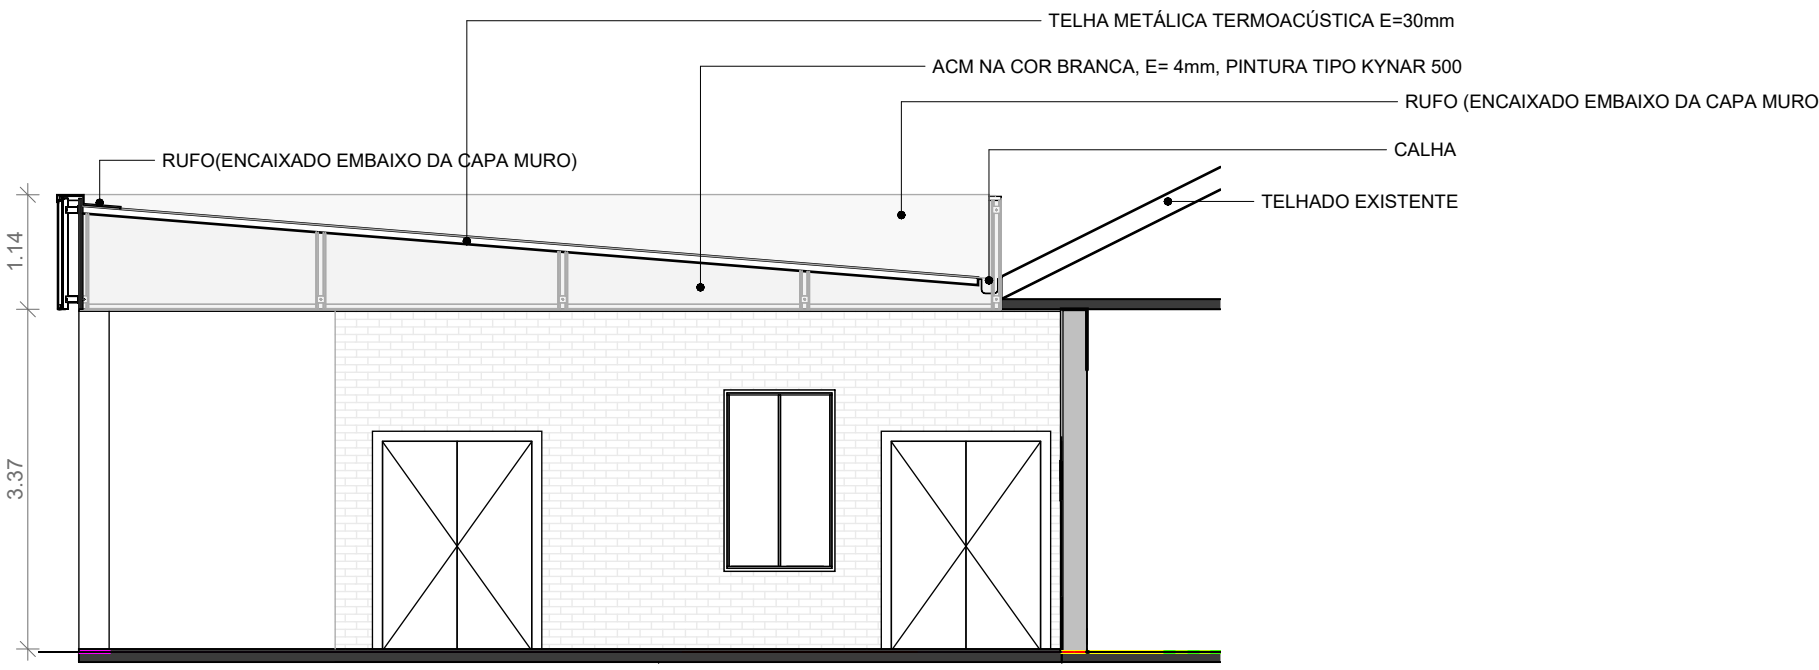 TELHA METÁLICA TERMOACÚSTICA E=30mm
ACM NA COR BRANCA, E= 4mm, PINTURA TIPO KYNAR 500
RUFO (ENCAIXADO EMBAIXO DA CAPA MURO
CALHA
RUFO(ENCAIXADO EMBAIXO DA CAPA MURO)
TELHADO EXISTENTE
1.14
3.37